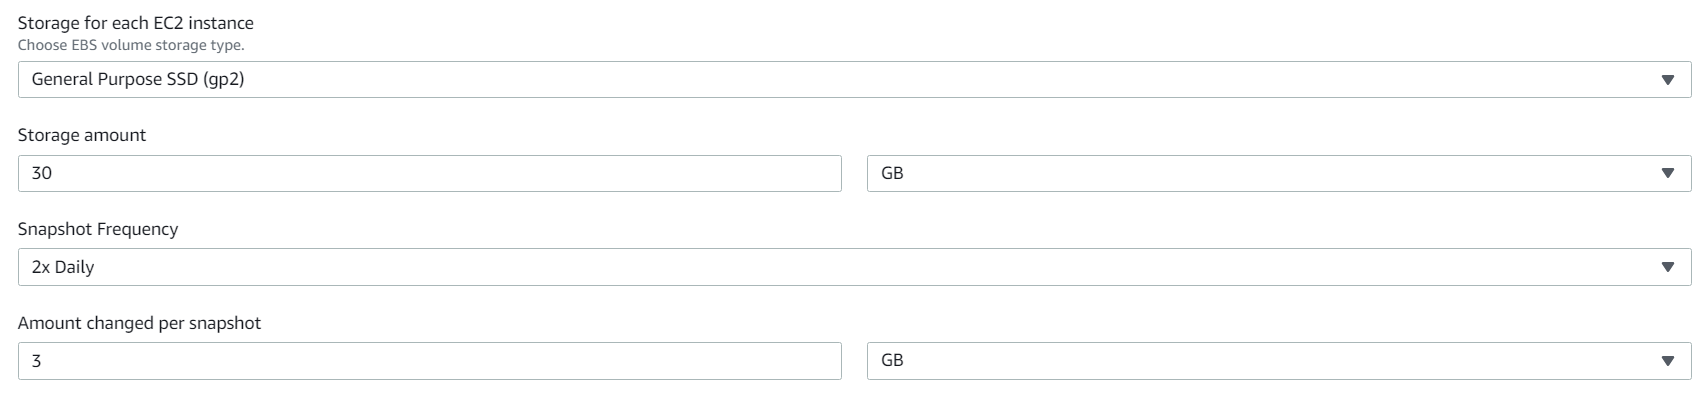 Storage for each EC2 instance
Choose EBS volume storage type.
General Purpose SSD (gp2)
Storage amount
30 GB
Snapshot Frequency
2x Daily
Amount changed per snapshot
3 GB